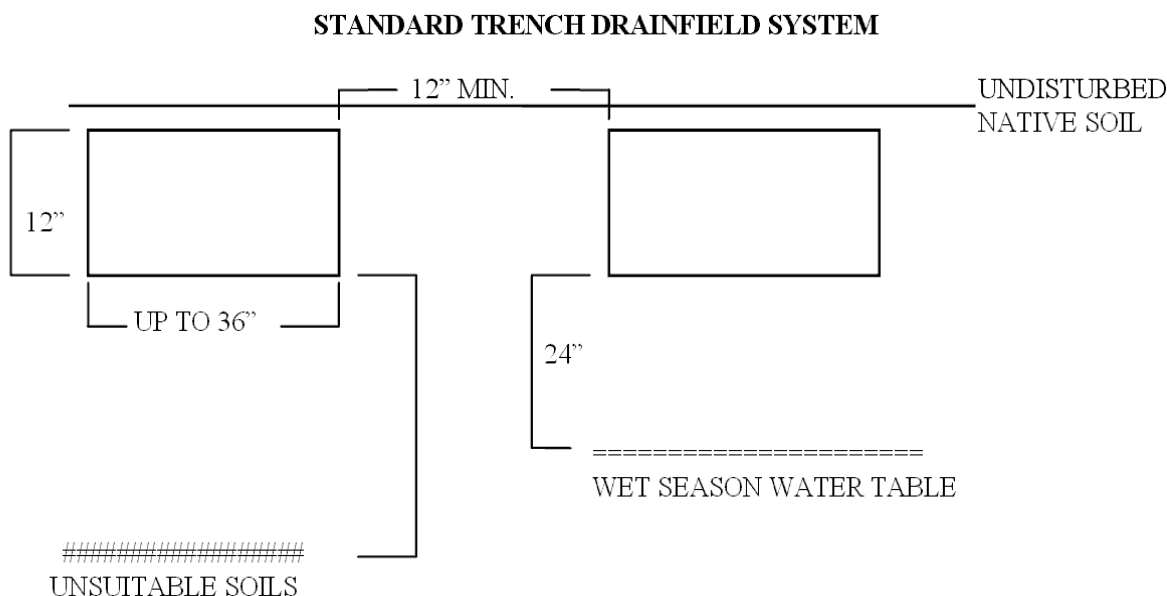 STANDARD TRENCH DRAINFIELD SYSTEM
12” MIN.
UNDISTURBED
NATIVE SOIL
12”
UP TO 36”
24”
======================
WET SEASON WATER TABLE
######################
UNSUITABLE SOILS